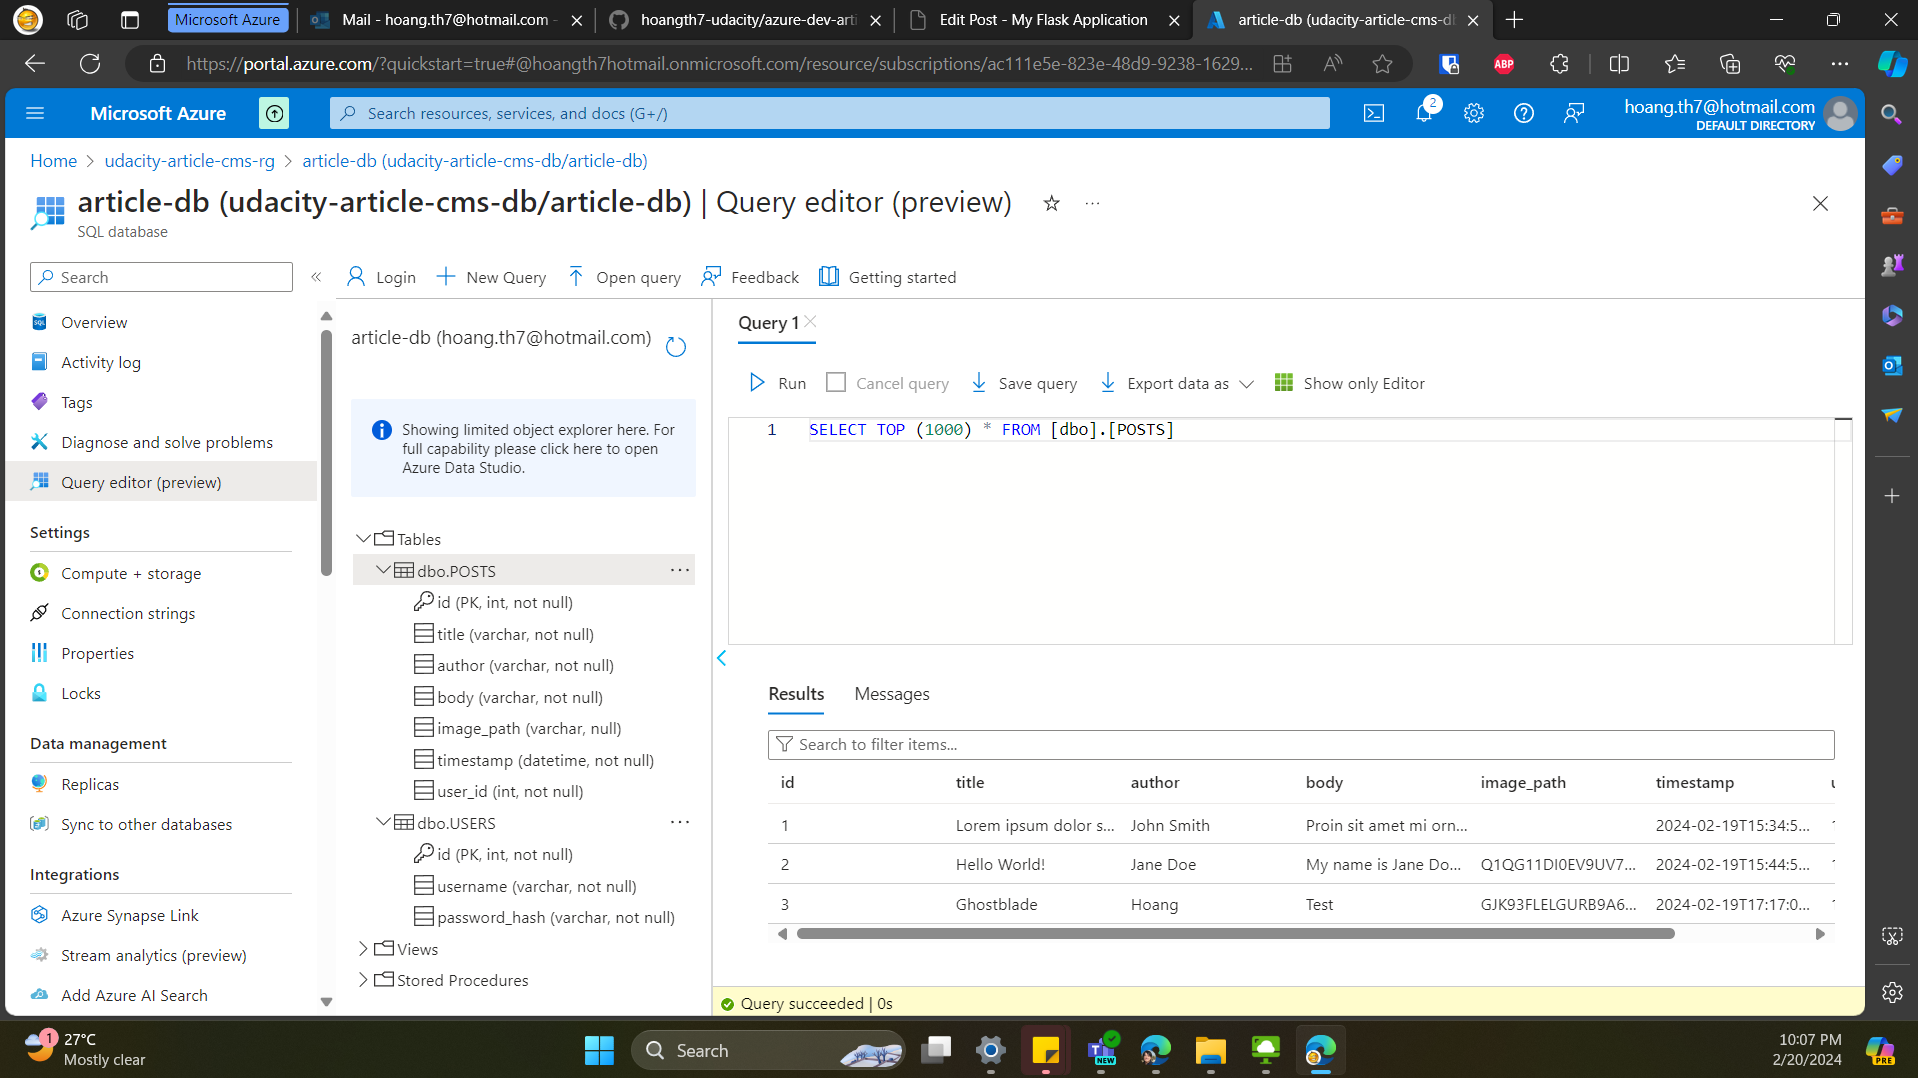 Microsoft Azure
Mail - hoang.th7@hotmail.com -
hoangth7-udacity/azure-dev-arti
Edit Post - My Flask Application
article-db (udacity-article-cms-d
https://portal.azure.com/?quickstart=true#@hoangth7hotmail.onmicrosoft.com/resource/subscriptions/ac111e5e-823e-48d9-9238-1629...
ABP
Microsoft Azure
Search resources, services, and docs (G+/)
2
hoang.th7@hotmail.com
DEFAULT DIRECTORY
Home > udacity-article-cms-rg > article-db (udacity-article-cms-db/article-db)
article-db (udacity-article-cms-db/article-db) | Query editor (preview)
SQL database
Search
Login
New Query
Open query
Feedback
Getting started
Overview
Activity log
Tags
Diagnose and solve problems
Query editor (preview)
Settings
Compute + storage
Connection strings
Properties
Locks
Data management
Replicas
Sync to other databases
Integrations
Azure Synapse Link
Stream analytics (preview)
Add Azure AI Search
article-db (hoang.th7@hotmail.com)
Showing limited object explorer here. For
full capability please click here to open
Azure Data Studio.
Tables
dbo.POSTS
id (PK, int, not null)
title (varchar, not null)
author (varchar, not null)
body (varchar, not null)
image_path (varchar, null)
timestamp (datetime, not null)
user_id (int, not null)
dbo.USERS
id (PK, int, not null)
username (varchar, not null)
password_hash (varchar, not null)
Views
Stored Procedures
Query 1
Run
Cancel query
Save query
Export data as
Show only Editor
1 SELECT TOP (1000) * FROM [dbo].[POSTS]
Results Messages
Search to filter items...
id title author body image_path timestamp
1 Lorem ipsum dolor s... John Smith Proin sit amet mi orn... 2024-02-19T15:34:5...
2 Hello World! Jane Doe My name is Jane Do... Q1QG11DI0EV9UV7... 2024-02-19T15:44:5...
3 Ghostblade Hoang Test GJK93FLELGURB9A6... 2024-02-19T17:17:0...
Query succeeded | 0s
1
27°C
Mostly clear
Search
NEW
10:07 PM
2/20/2024
PRE